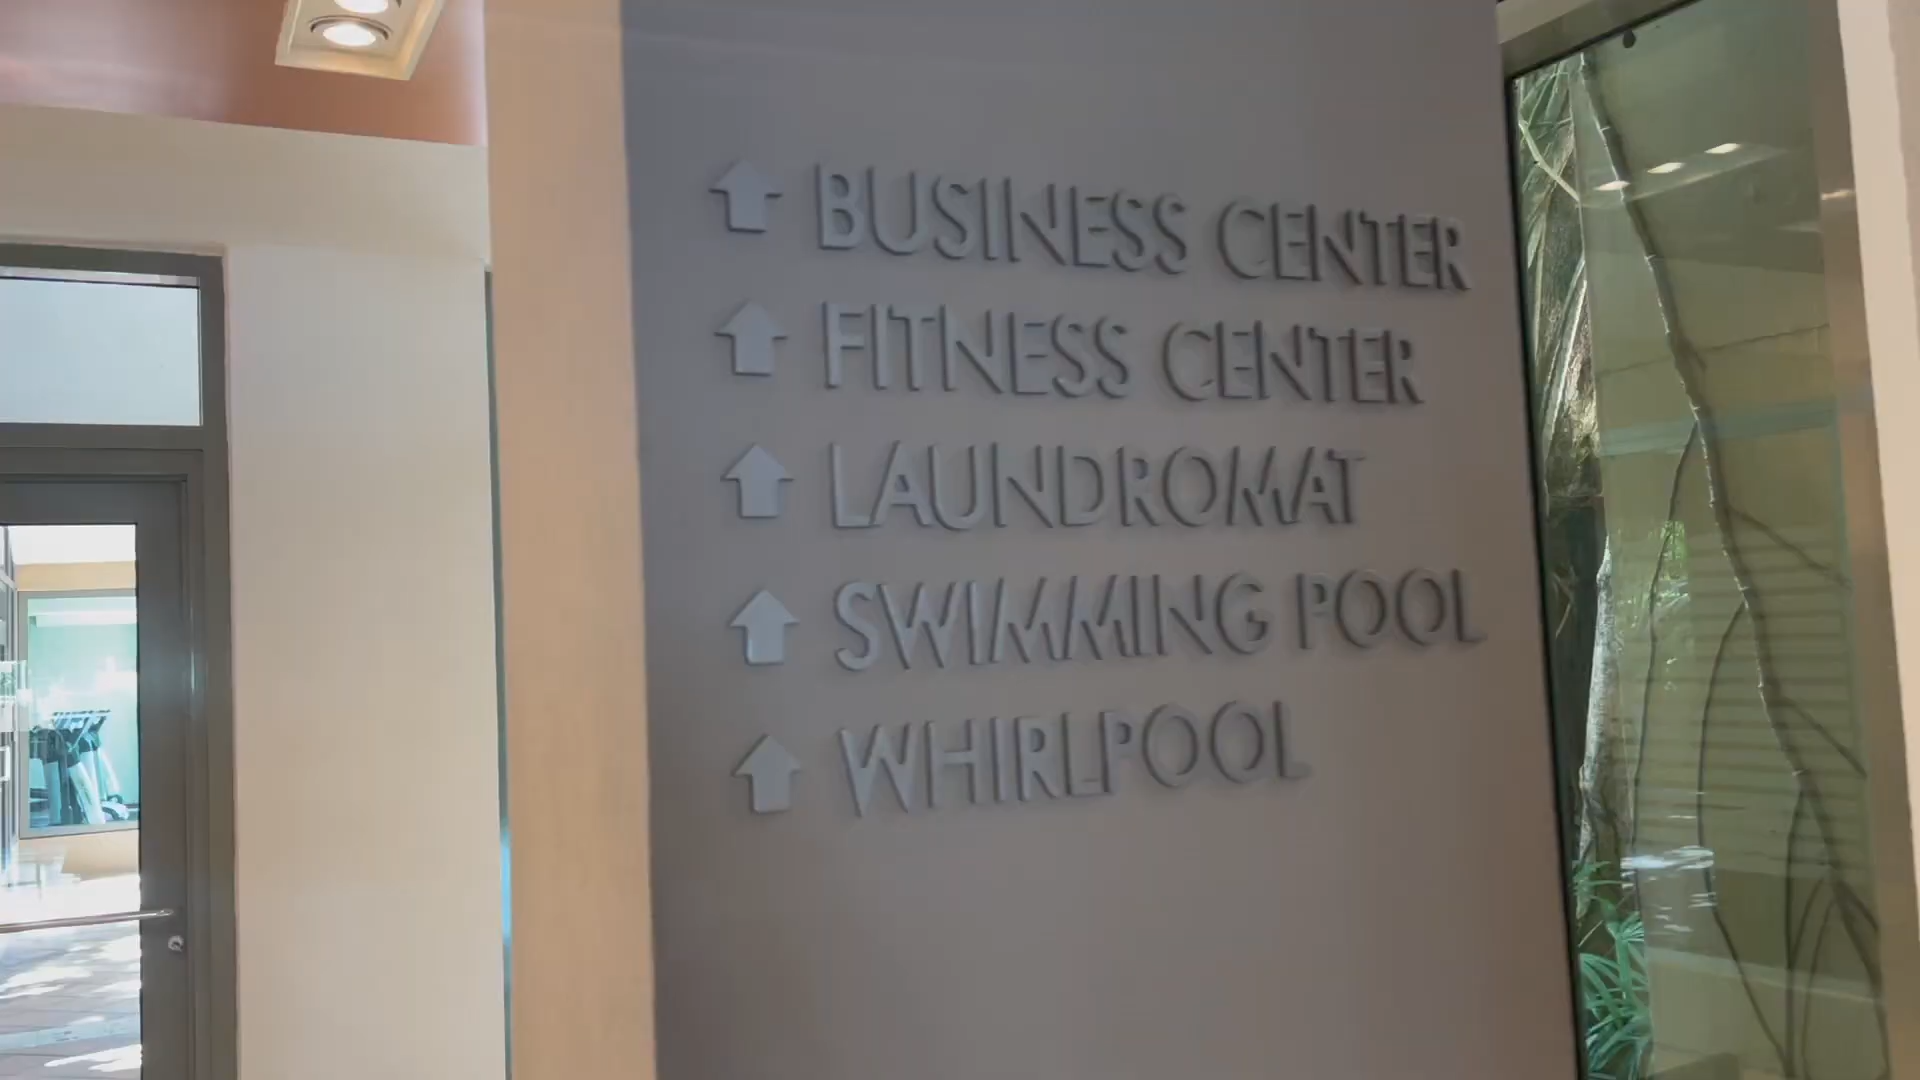 BUSINESS CENTER
FITNESS CENTER
LAUNDROMAT
SWIMMING POOL
WHIRLPOOL